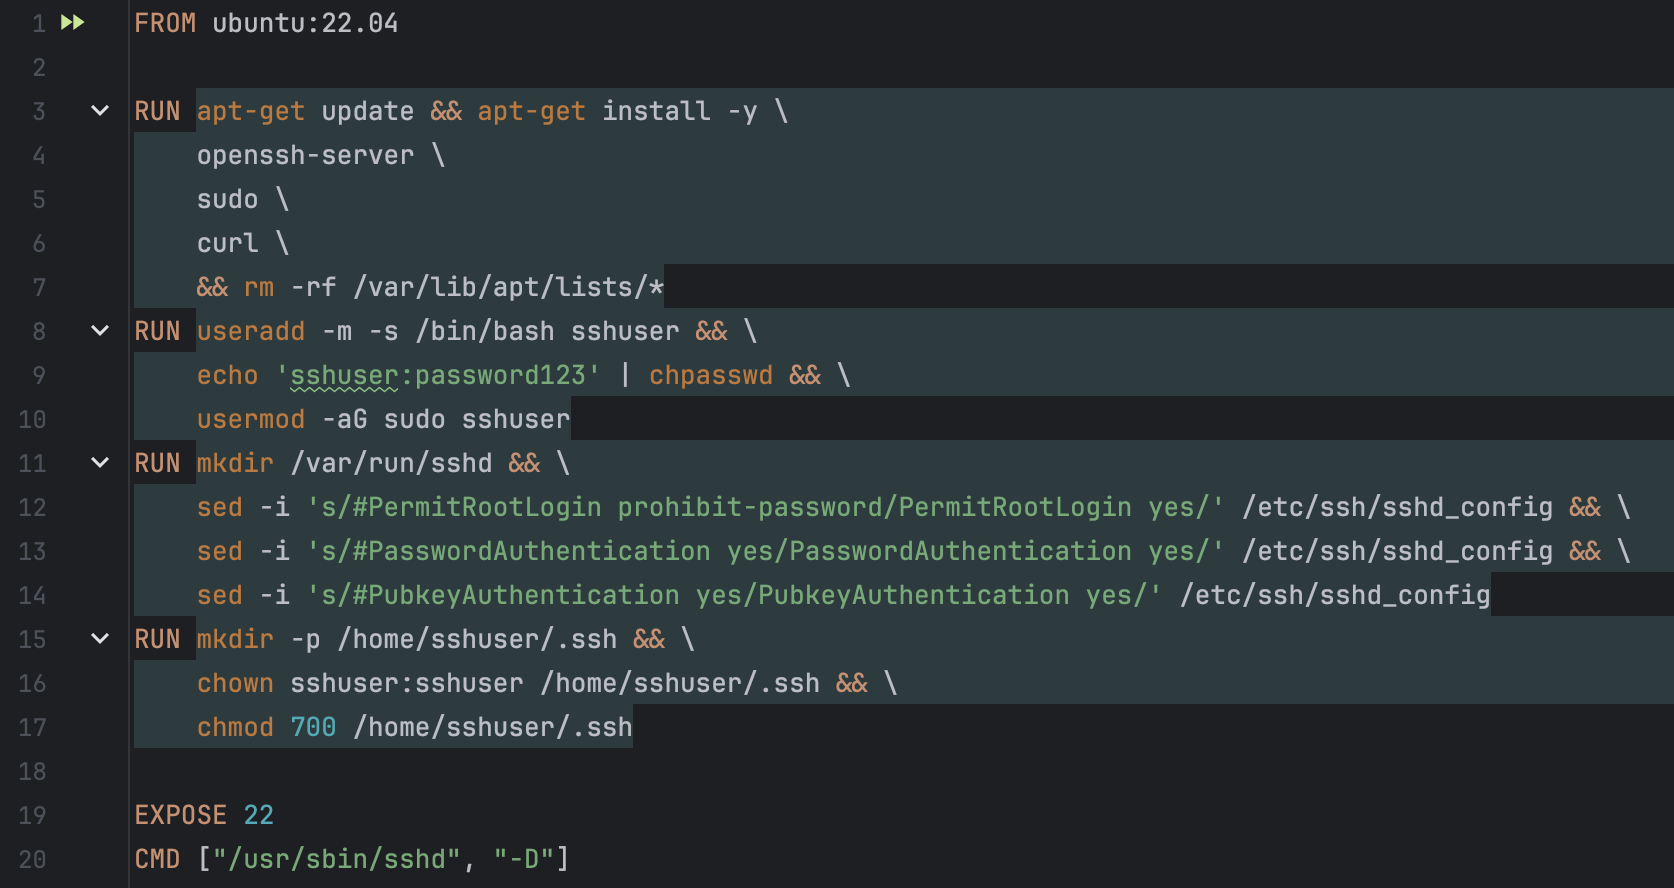 1 FROM ubuntu:22.04
2
3 RUN apt-get update && apt-get install -y \
4     openssh-server \
5     sudo \
6     curl \
7     && rm -rf /var/lib/apt/lists/*
8 RUN useradd -m -s /bin/bash sshuser && \
9     echo 'sshuser:password123' | chpasswd && \
10     usermod -aG sudo sshuser
11 RUN mkdir /var/run/sshd && \
12     sed -i 's/#PermitRootLogin prohibit-password/PermitRootLogin yes/' /etc/ssh/sshd_config && \
13     sed -i 's/#PasswordAuthentication yes/PasswordAuthentication yes/' /etc/ssh/sshd_config && \
14     sed -i 's/#PubkeyAuthentication yes/PubkeyAuthentication yes/' /etc/ssh/sshd_config
15 RUN mkdir -p /home/sshuser/.ssh && \
16     chown sshuser:sshuser /home/sshuser/.ssh && \
17     chmod 700 /home/sshuser/.ssh
18
19 EXPOSE 22
20 CMD ["/usr/sbin/sshd", "-D"]